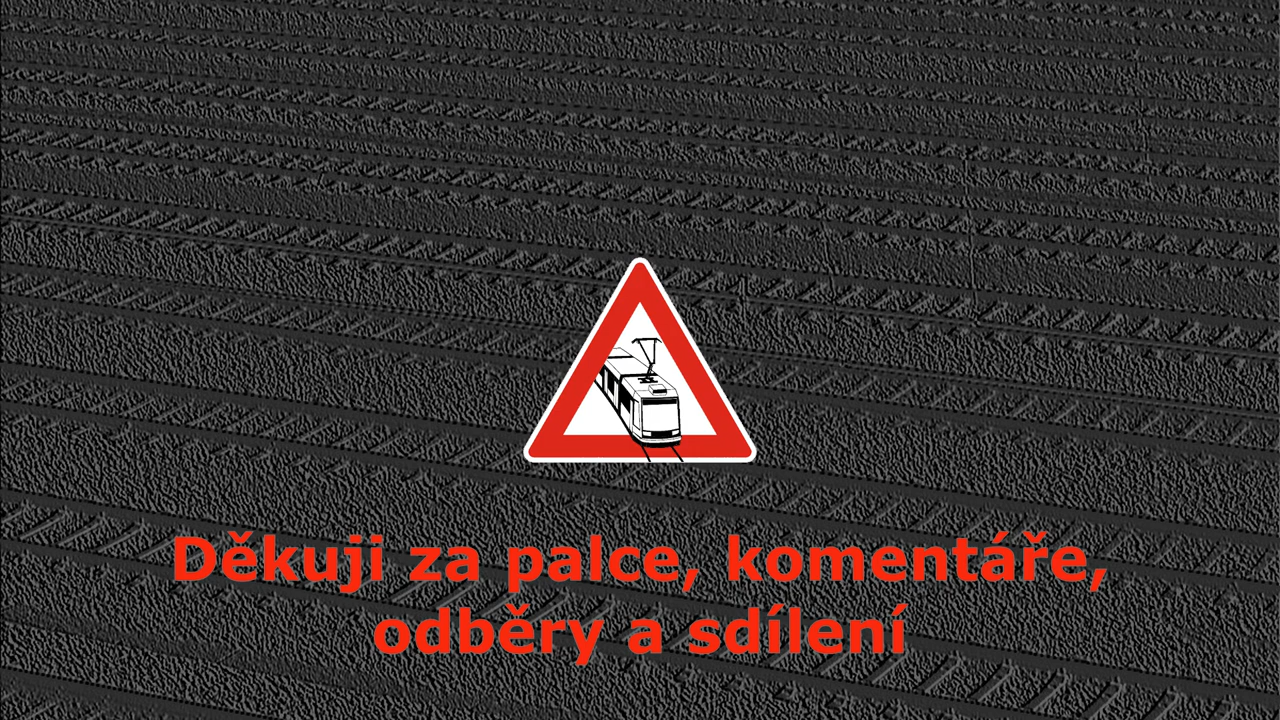 Děkuji za palce, komentáře,
odběry a sdílení